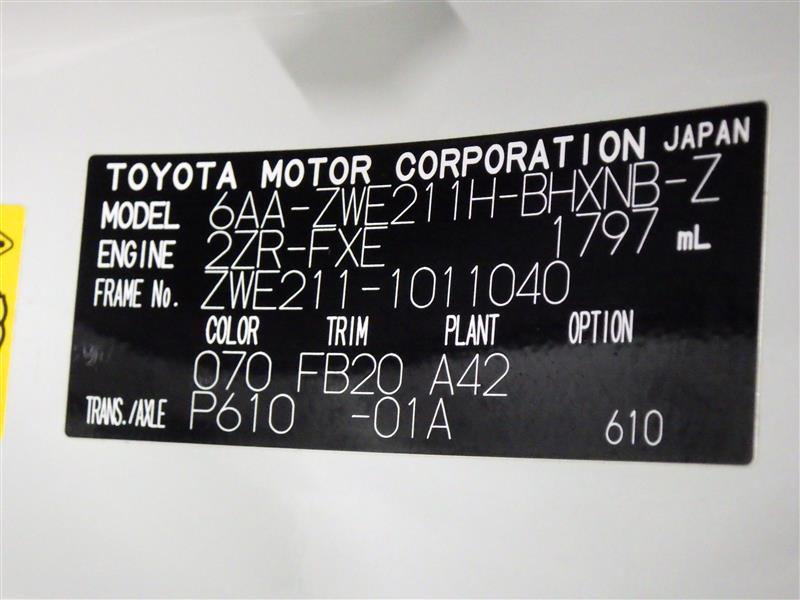 TOYOTA MOTOR CORPORATION JAPAN
MODEL 6AA-ZWE211H-BHXNB-Z
ENGINE 2ZR-FXE 1797 mL
FRAME No. ZWE211-1011040
COLOR TRIM PLANT OPTION
070 FB20 A42
TRANS./AXLE P610 -01A 610